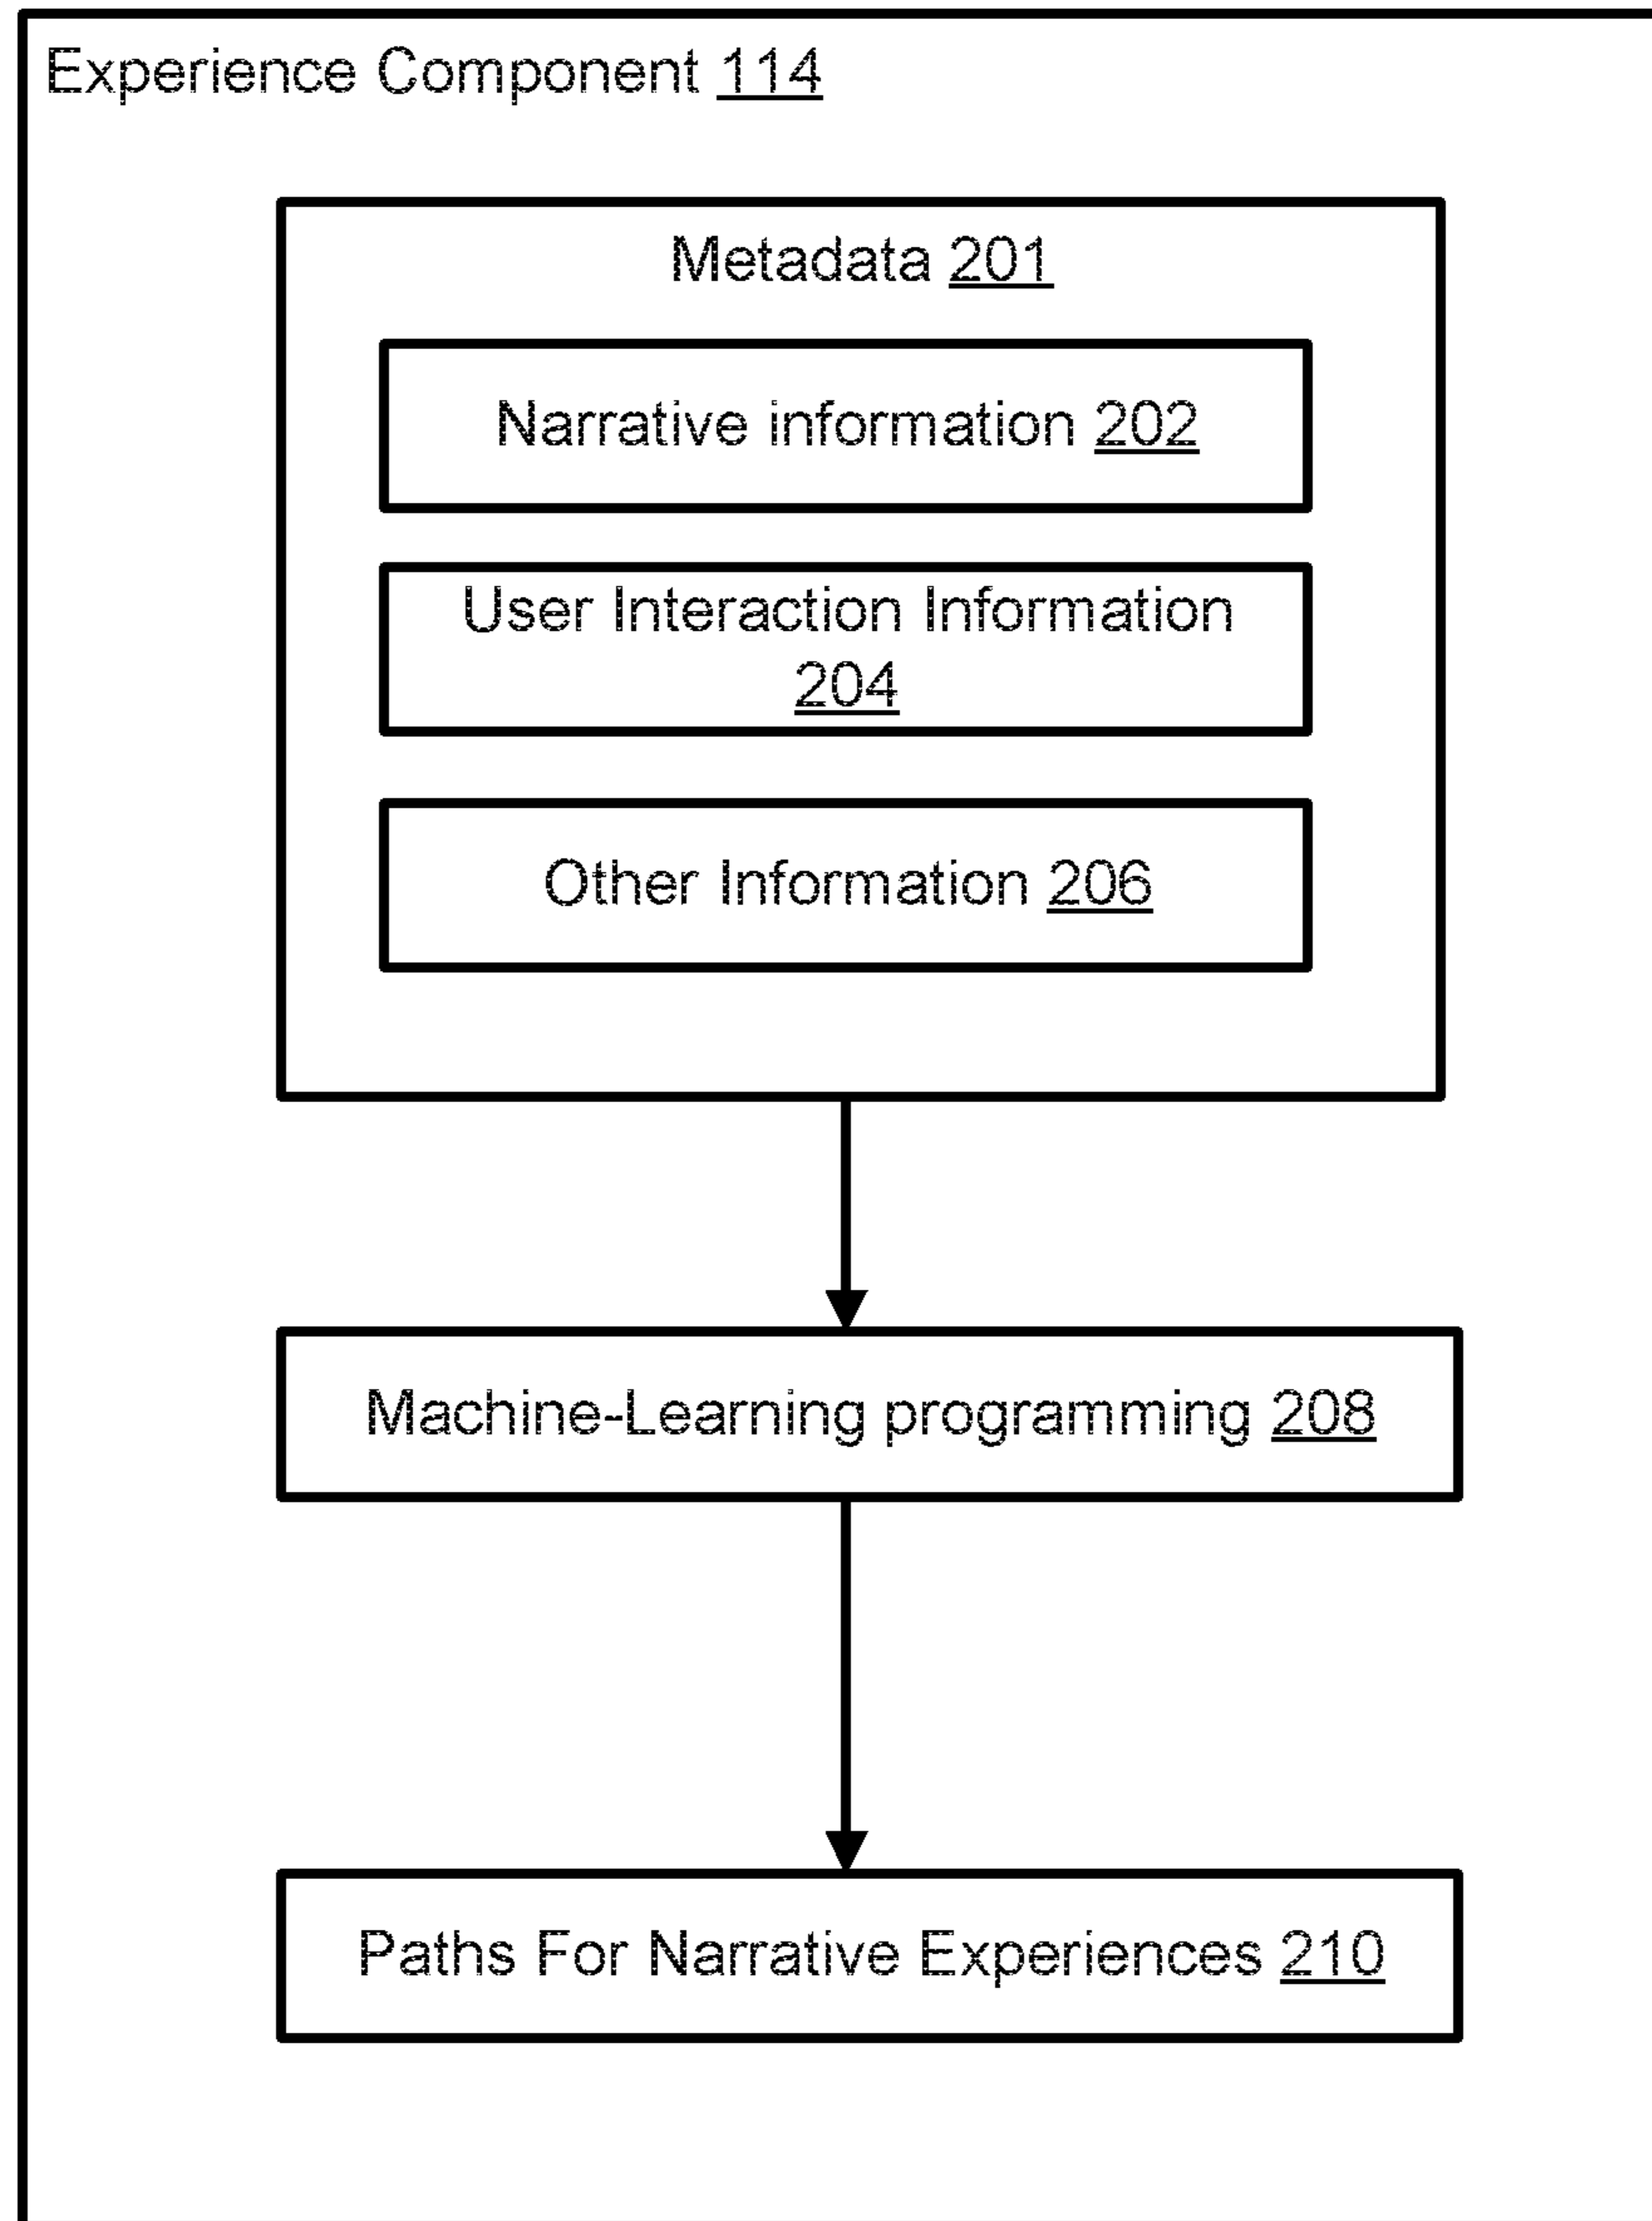 Experience Component 114
Metadata 201
Narrative information 202
User Interaction Information
204
Other Information 206
Machine-Learning programming 208
Paths For Narrative Experiences 210